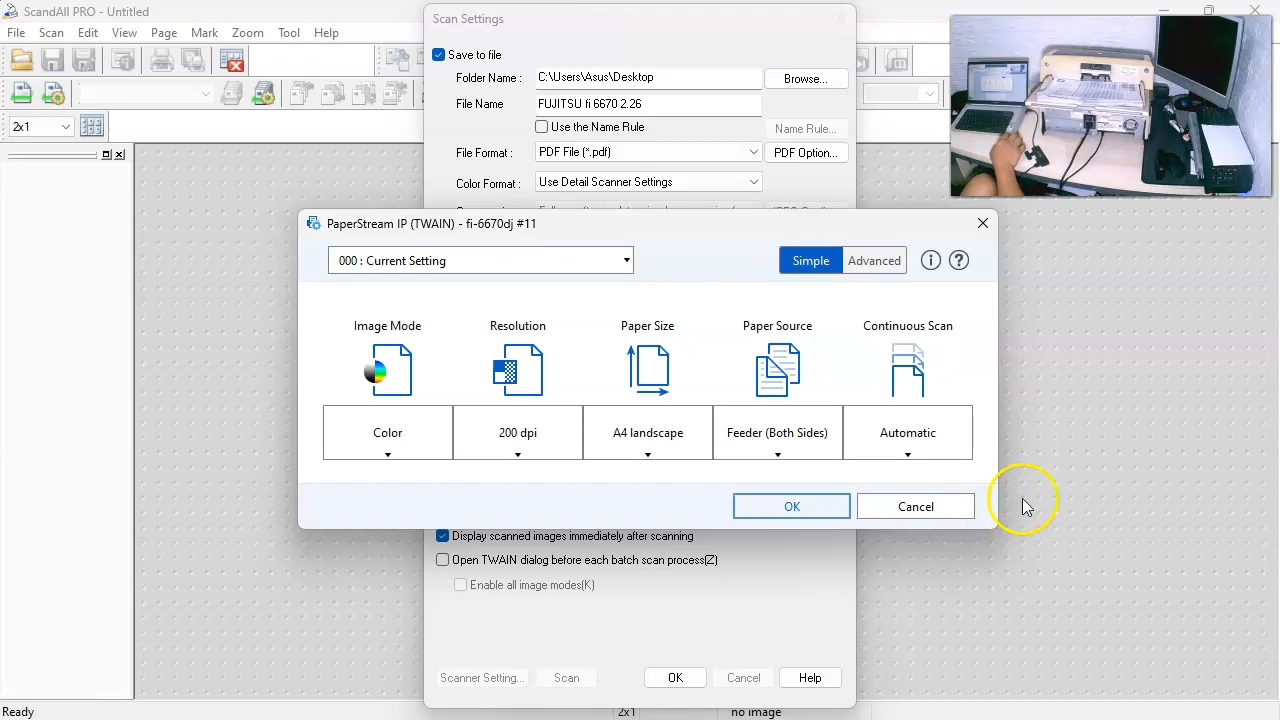 ScandAll PRO - Untitled
File Scan Edit View Page Mark Zoom Tool Help
2x1
Scan Settings
Save to file
Folder Name :
C:\Users\Asus\Desktop
Browse...
File Name
FUJITSU fi 6670 2.26
Use the Name Rule
Name Rule...
File Format :
PDF File (*.pdf)
PDF Option...
Color Format :
Use Detail Scanner Settings
PaperStream IP (TWAIN) - fi-6670dj #11
000 : Current Setting
Simple
Advanced
Image Mode
Resolution
Paper Size
Paper Source
Continuous Scan
Color
200 dpi
A4 landscape
Feeder (Both Sides)
Automatic
OK
Cancel
Display scanned images immediately after scanning
Open TWAIN dialog before each batch scan process(Z)
Enable all image modes(K)
Scanner Setting...
Scan
OK
Cancel
Help
Ready
2x1
no image